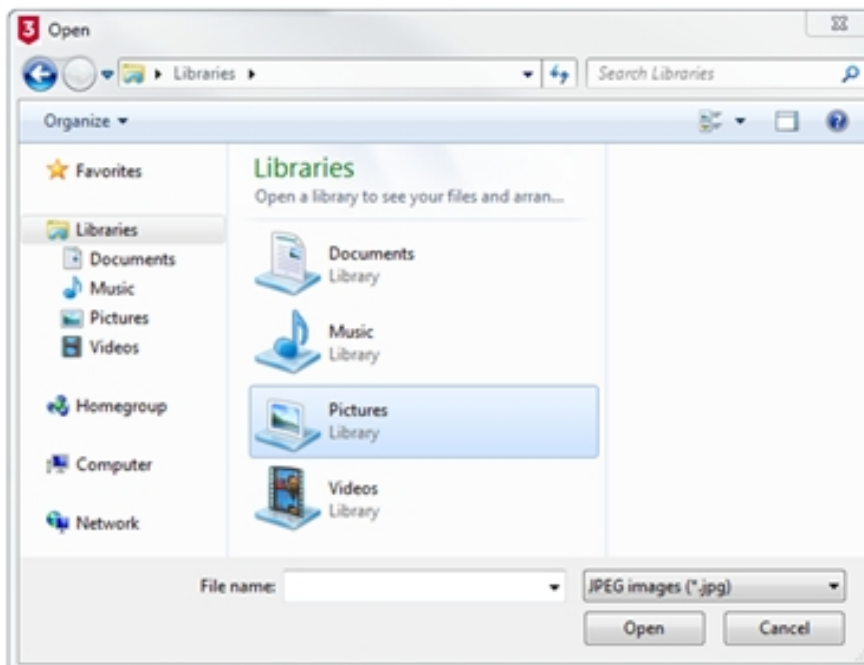 3 Open
Libraries
Search Libraries
Organize
Favorites
Libraries
Documents
Music
Pictures
Videos
Homegroup
Computer
Network
Libraries
Open a library to see your files and arran...
Documents
Library
Music
Library
Pictures
Library
Videos
Library
File name:
JPEG images (*.jpg)
Open
Cancel